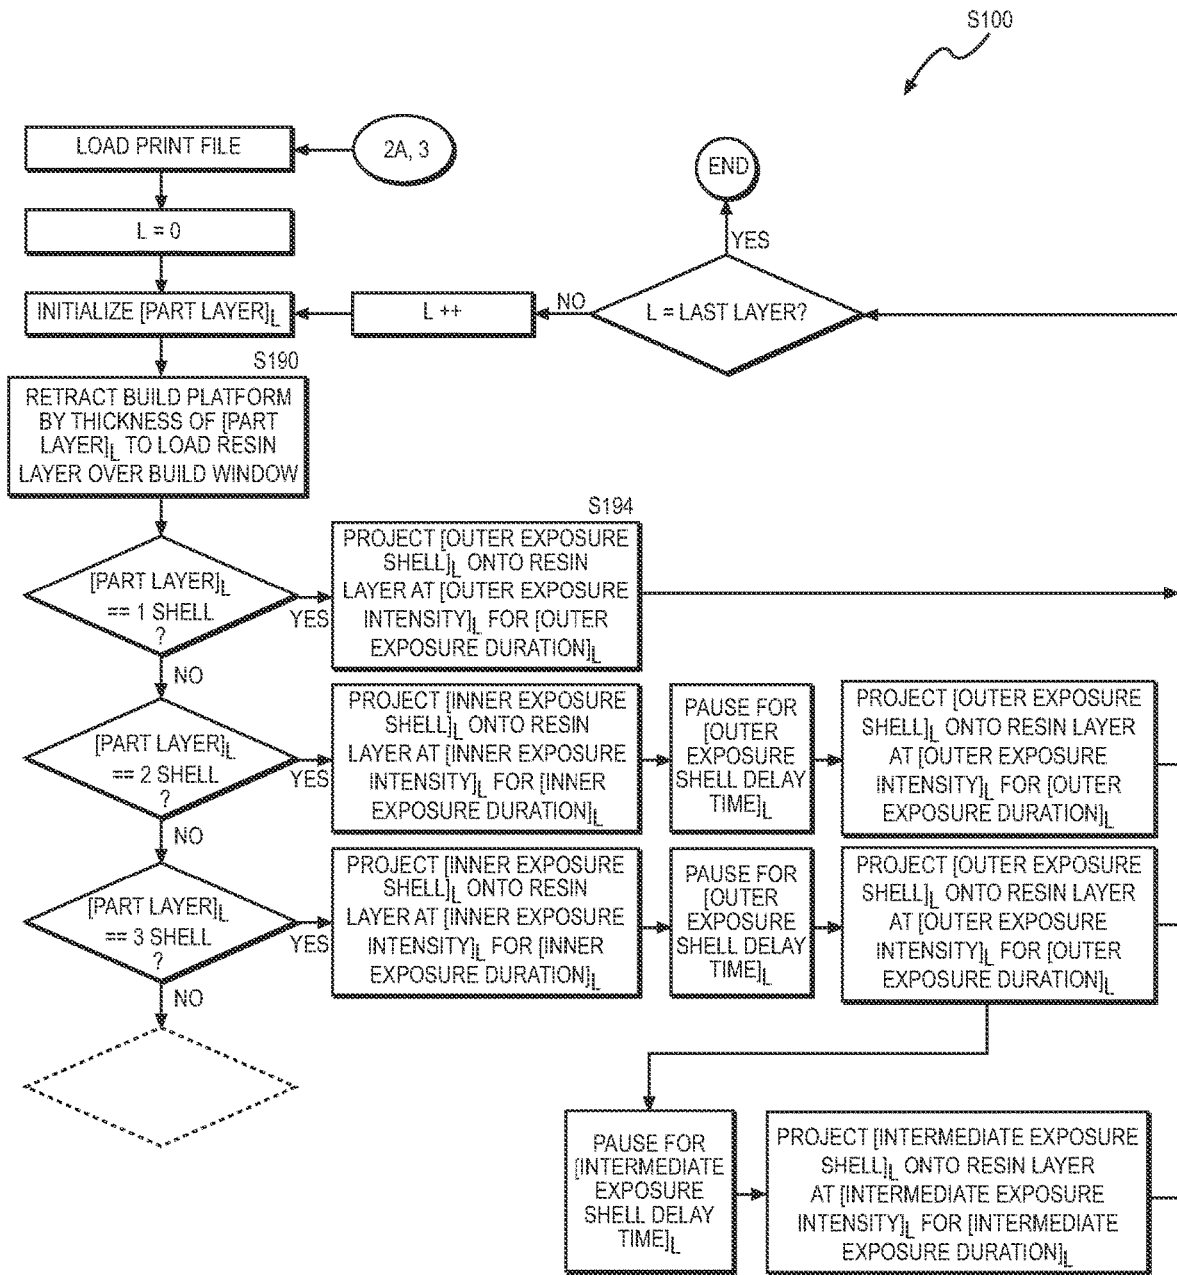 S100
LOAD PRINT FILE
2A, 3
END
L = 0
YES
INITIALIZE [PART LAYER]L
L ++
NO
L = LAST LAYER?
S190
RETRACT BUILD PLATFORM
BY THICKNESS OF [PART
LAYER]L TO LOAD RESIN
LAYER OVER BUILD WINDOW
S194
[PART LAYER]L
== 1 SHELL
?
YES
PROJECT [OUTER EXPOSURE
SHELL]L ONTO RESIN
LAYER AT [OUTER EXPOSURE
INTENSITY]L FOR [OUTER
EXPOSURE DURATION]L
NO
[PART LAYER]L
== 2 SHELL
?
YES
PROJECT [INNER EXPOSURE
SHELL]L ONTO RESIN
LAYER AT [INNER EXPOSURE
INTENSITY]L FOR [INNER
EXPOSURE DURATION]L
PAUSE FOR
[OUTER
EXPOSURE
SHELL DELAY
TIME]L
PROJECT [OUTER EXPOSURE
SHELL]L ONTO RESIN LAYER
AT [OUTER EXPOSURE
INTENSITY]L FOR [OUTER
EXPOSURE DURATION]L
NO
[PART LAYER]L
== 3 SHELL
?
YES
PROJECT [INNER EXPOSURE
SHELL]L ONTO RESIN
LAYER AT [INNER EXPOSURE
INTENSITY]L FOR [INNER
EXPOSURE DURATION]L
PAUSE FOR
[OUTER
EXPOSURE
SHELL DELAY
TIME]L
PROJECT [OUTER EXPOSURE
SHELL]L ONTO RESIN LAYER
AT [OUTER EXPOSURE
INTENSITY]L FOR [OUTER
EXPOSURE DURATION]L
NO
PAUSE FOR
[INTERMEDIATE
EXPOSURE
SHELL DELAY
TIME]L
PROJECT [INTERMEDIATE EXPOSURE
SHELL]L ONTO RESIN LAYER
AT [INTERMEDIATE EXPOSURE
INTENSITY]L FOR [INTERMEDIATE
EXPOSURE DURATION]L